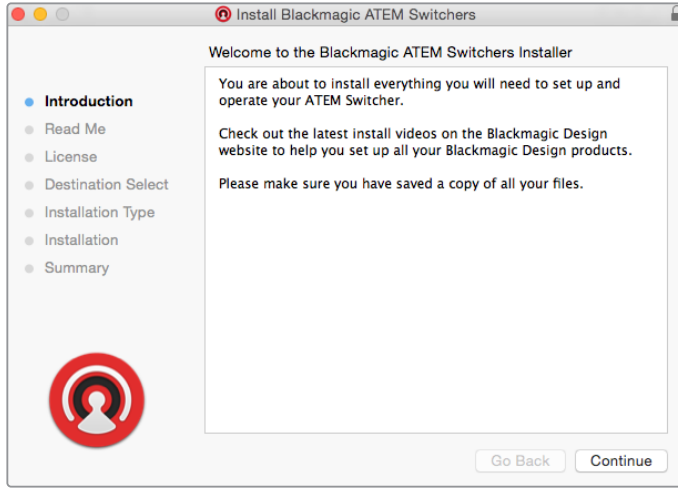 Install Blackmagic ATEM Switchers
Welcome to the Blackmagic ATEM Switchers Installer
Introduction
Read Me
License
Destination Select
Installation Type
Installation
Summary
You are about to install everything you will need to set up and
operate your ATEM Switcher.
Check out the latest install videos on the Blackmagic Design
website to help you set up all your Blackmagic Design products.
Please make sure you have saved a copy of all your files.
Go Back
Continue